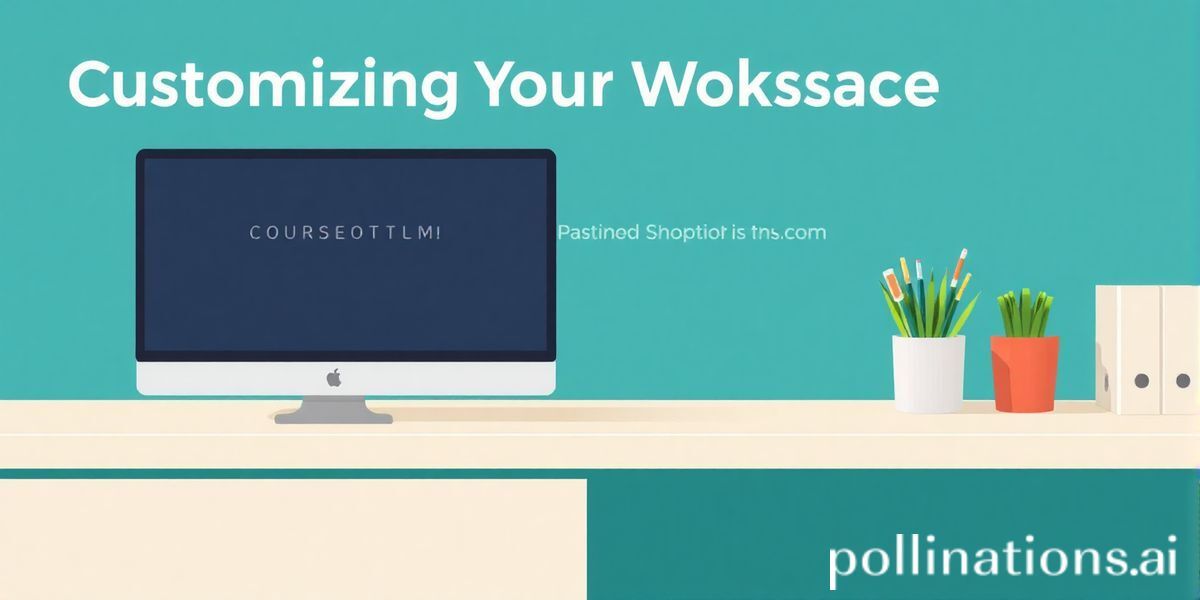 Customizing Your Wokssace
COURSEOTTLM!
Pastined Shoptior is tns.com
pollinations.ai